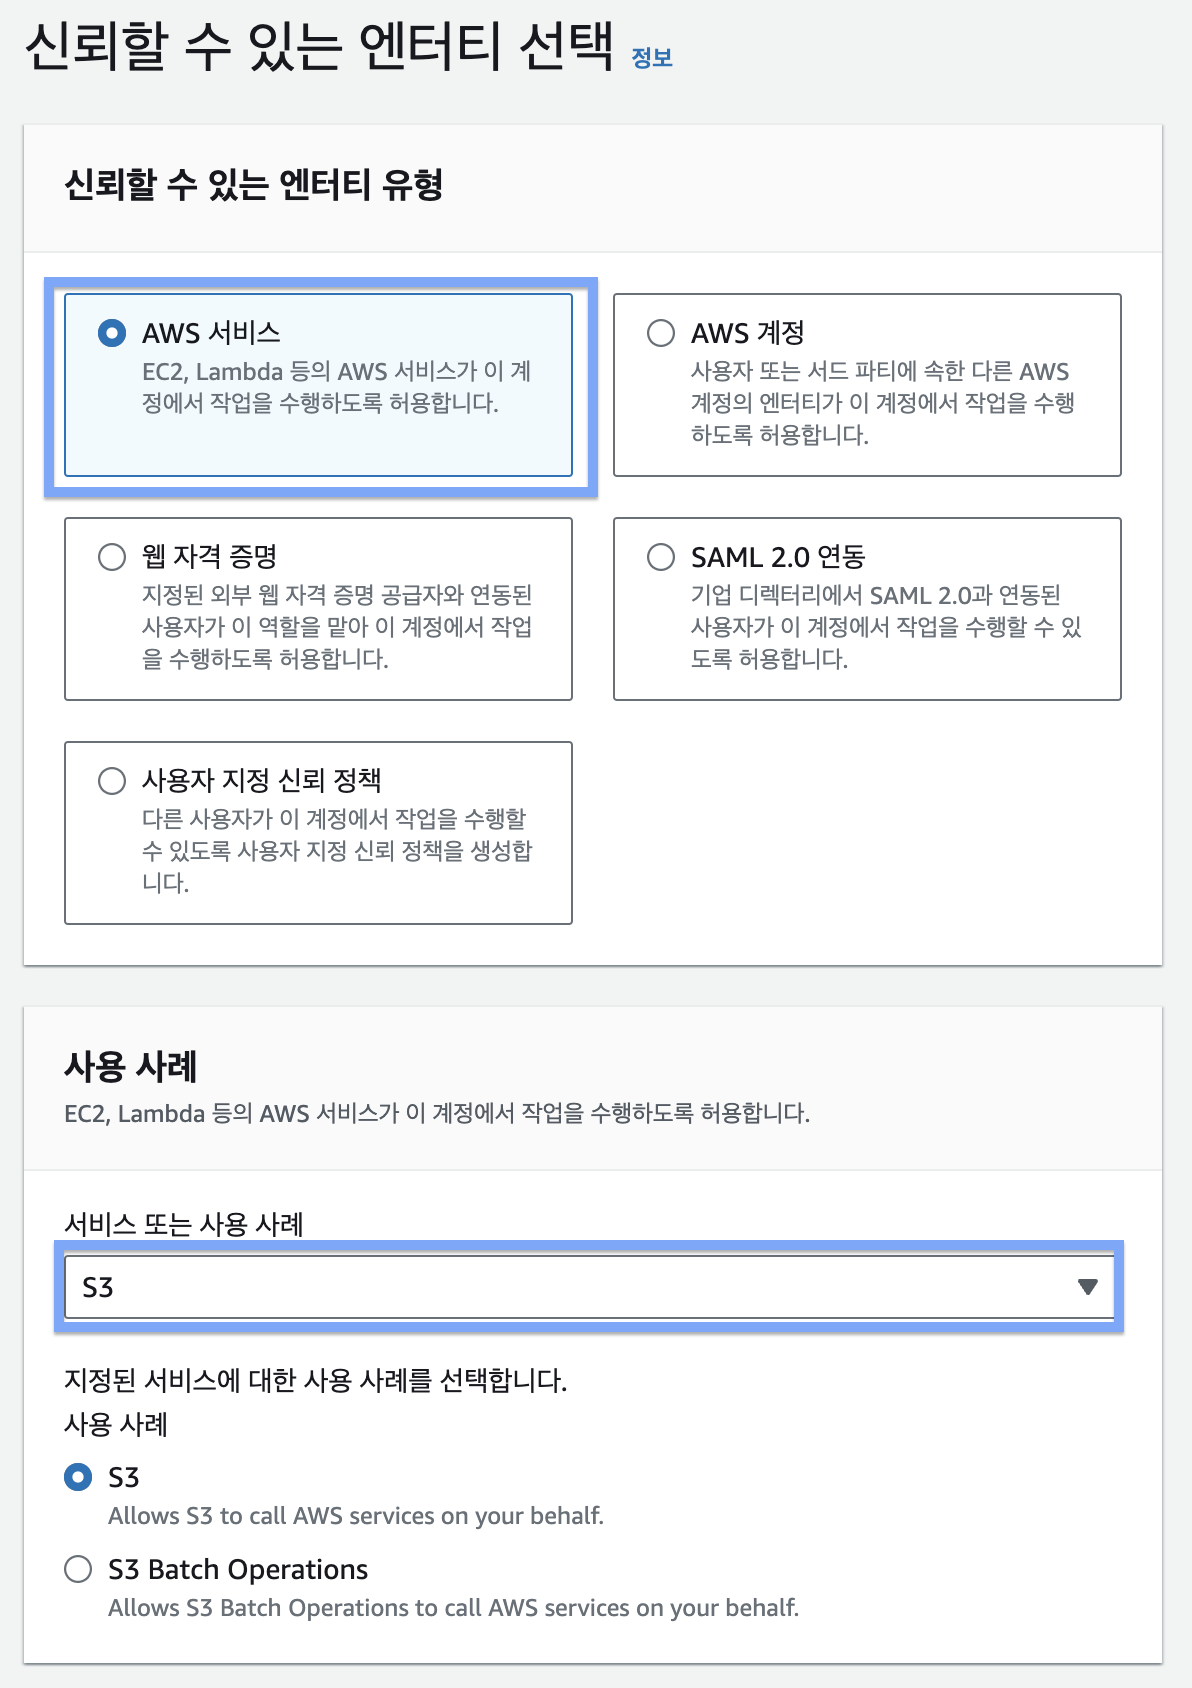 신뢰할 수 있는 엔터티 선택 정보
신뢰할 수 있는 엔터티 유형
AWS 서비스
EC2, Lambda 등의 AWS 서비스가 이 계
정에서 작업을 수행하도록 허용합니다.
AWS 계정
사용자 또는 서드 파티에 속한 다른 AWS
계정의 엔터티가 이 계정에서 작업을 수행
하도록 허용합니다.
웹 자격 증명
지정된 외부 웹 자격 증명 공급자와 연동된
사용자가 이 역할을 맡아 이 계정에서 작업
을 수행하도록 허용합니다.
SAML 2.0 연동
기업 디렉터리에서 SAML 2.0과 연동된
사용자가 이 계정에서 작업을 수행할 수 있
도록 허용합니다.
사용자 지정 신뢰 정책
다른 사용자가 이 계정에서 작업을 수행할
수 있도록 사용자 지정 신뢰 정책을 생성합
니다.
사용 사례
EC2, Lambda 등의 AWS 서비스가 이 계정에서 작업을 수행하도록 허용합니다.
서비스 또는 사용 사례
S3
지정된 서비스에 대한 사용 사례를 선택합니다.
사용 사례
S3
Allows S3 to call AWS services on your behalf.
S3 Batch Operations
Allows S3 Batch Operations to call AWS services on your behalf.